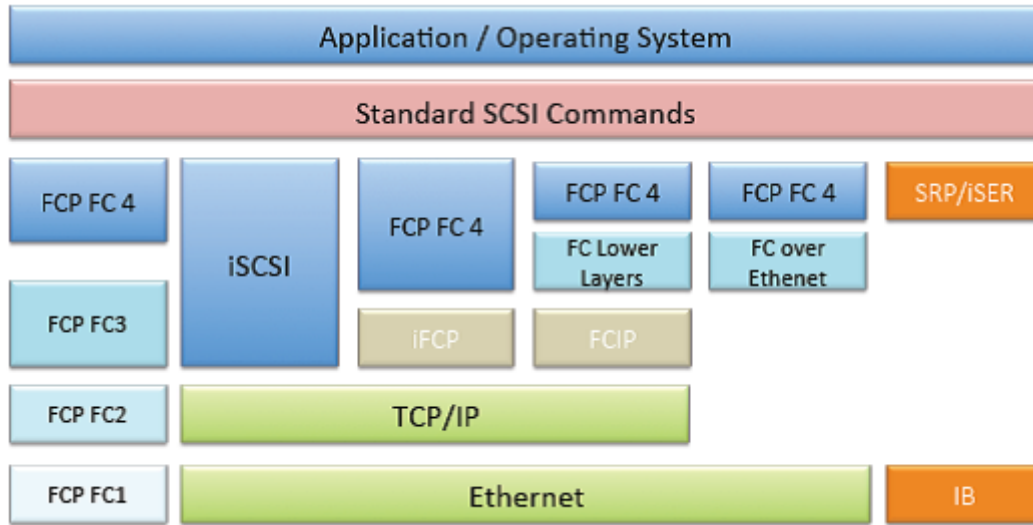 Application / Operating System
Standard SCSI Commands
FCP FC 4
iSCSI
FCP FC 4
FCP FC 4
FCP FC 4
SRP/iSER
FC Lower
Layers
FC over
Ethenet
FCP FC3
iFCP
FCIP
FCP FC2
TCP/IP
FCP FC1
Ethernet
IB